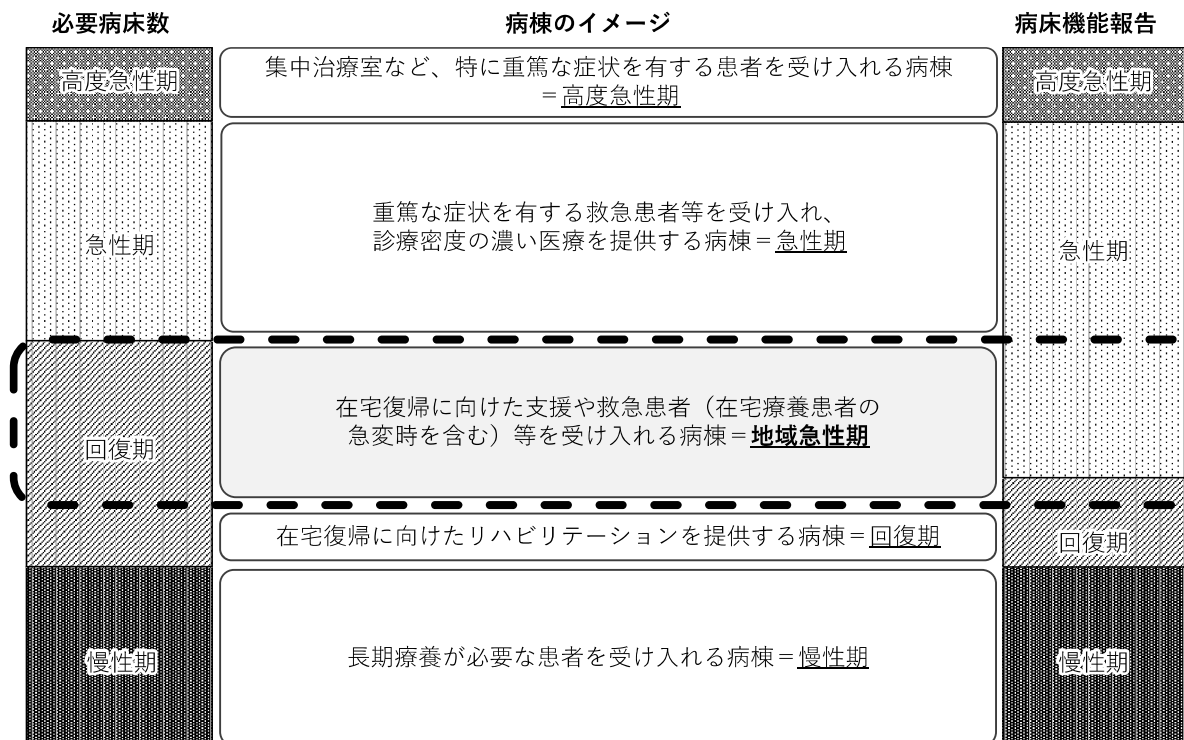 必要病床数
病棟のイメージ
病床機能報告
高度急性期
急性期
回復期
慢性期
集中治療室など、特に重篤な症状を有する患者を受け入れる病棟
＝高度急性期
重篤な症状を有する救急患者等を受け入れ、
診療密度の濃い医療を提供する病棟＝急性期
在宅復帰に向けた支援や救急患者（在宅療養患者の
急変時を含む）等を受け入れる病棟＝地域急性期
在宅復帰に向けたリハビリテーションを提供する病棟＝回復期
長期療養が必要な患者を受け入れる病棟＝慢性期
高度急性期
急性期
回復期
慢性期